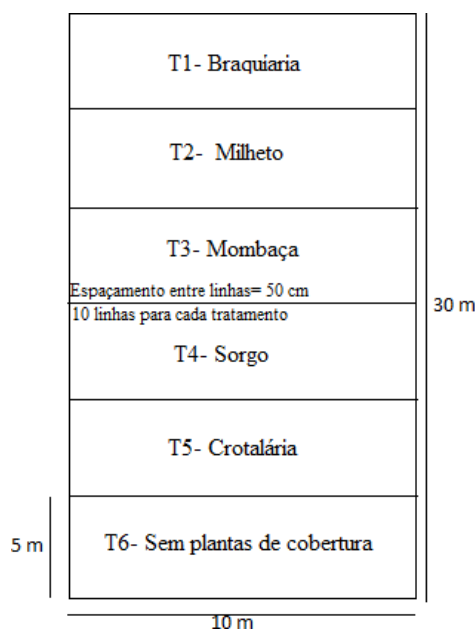 T1- Braquiaria
T2- Milheto
T3- Mombaça
Espaçamento entre linhas= 50 cm
10 linhas para cada tratamento
30 m
T4- Sorgo
T5- Crotalária
5 m
T6- Sem plantas de cobertura
10 m